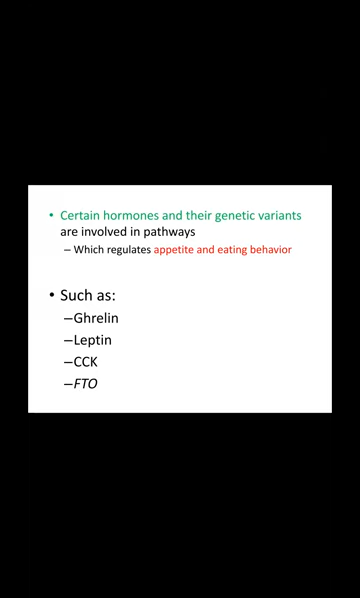 • Certain hormones and their genetic variants
are involved in pathways
– Which regulates appetite and eating behavior
• Such as:
–Ghrelin
–Leptin
–CCK
–FTO